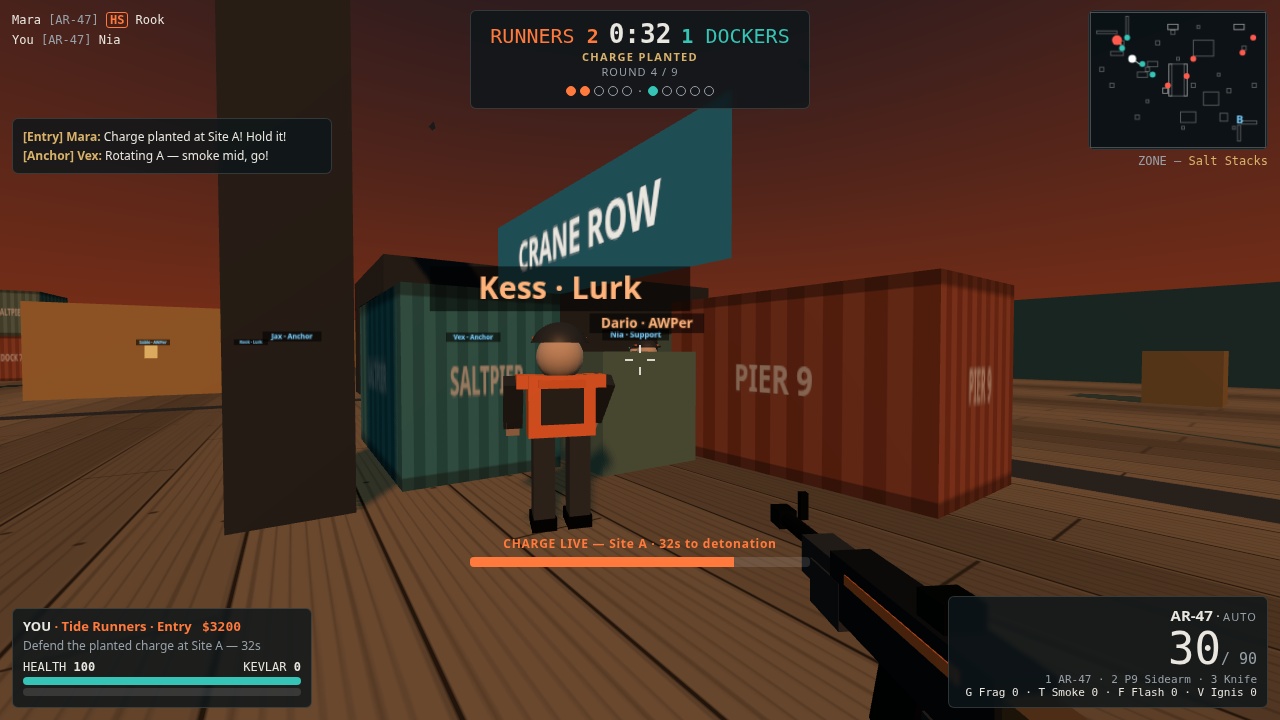 Mara [AR-47] HS Rook
You [AR-47] Nia
RUNNERS 2 0:32 1 DOCKERS
CHARGE PLANTED
ROUND 4 / 9
[Entry] Mara: Charge planted at Site A! Hold it!
[Anchor] Vex: Rotating A — smoke mid, go!
B
ZONE — Salt Stacks
CRANE ROW
Kess · Lurk
Dario · AWPer
Nia · Support
Vex · Anchor
Jax · Anchor
SALTPIER
PIER 9
PIER 9
CHARGE LIVE — Site A · 32s to detonation
YOU · Tide Runners · Entry $3200
Defend the planted charge at Site A — 32s
HEALTH 100 KEVLAR 0
AR-47 · AUTO
30 / 90
1 AR-47 · 2 P9 Sidearm · 3 Knife
G Frag 0 · T Smoke 0 · F Flash 0 · V Ignis 0